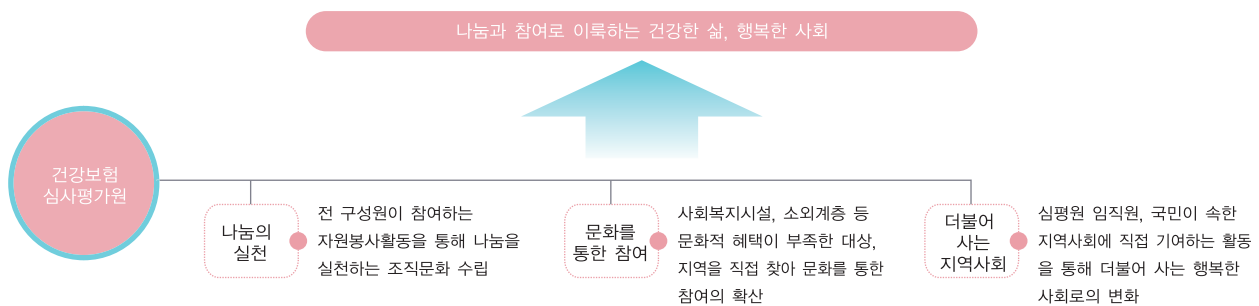 나눔과 참여로 이룩하는 건강한 삶, 행복한 사회
건강보험
심사평가원
나눔의
실천
전 구성원이 참여하는
자원봉사활동을 통해 나눔을
실천하는 조직문화 수립
문화를
통한 참여
사회복지시설, 소외계층 등
문화적 혜택이 부족한 대상,
지역을 직접 찾아 문화를 통한
참여의 확산
더불어
사는
지역사회
심평원 임직원, 국민이 속한
지역사회에 직접 기여하는 활동
을 통해 더불어 사는 행복한
사회로의 변화